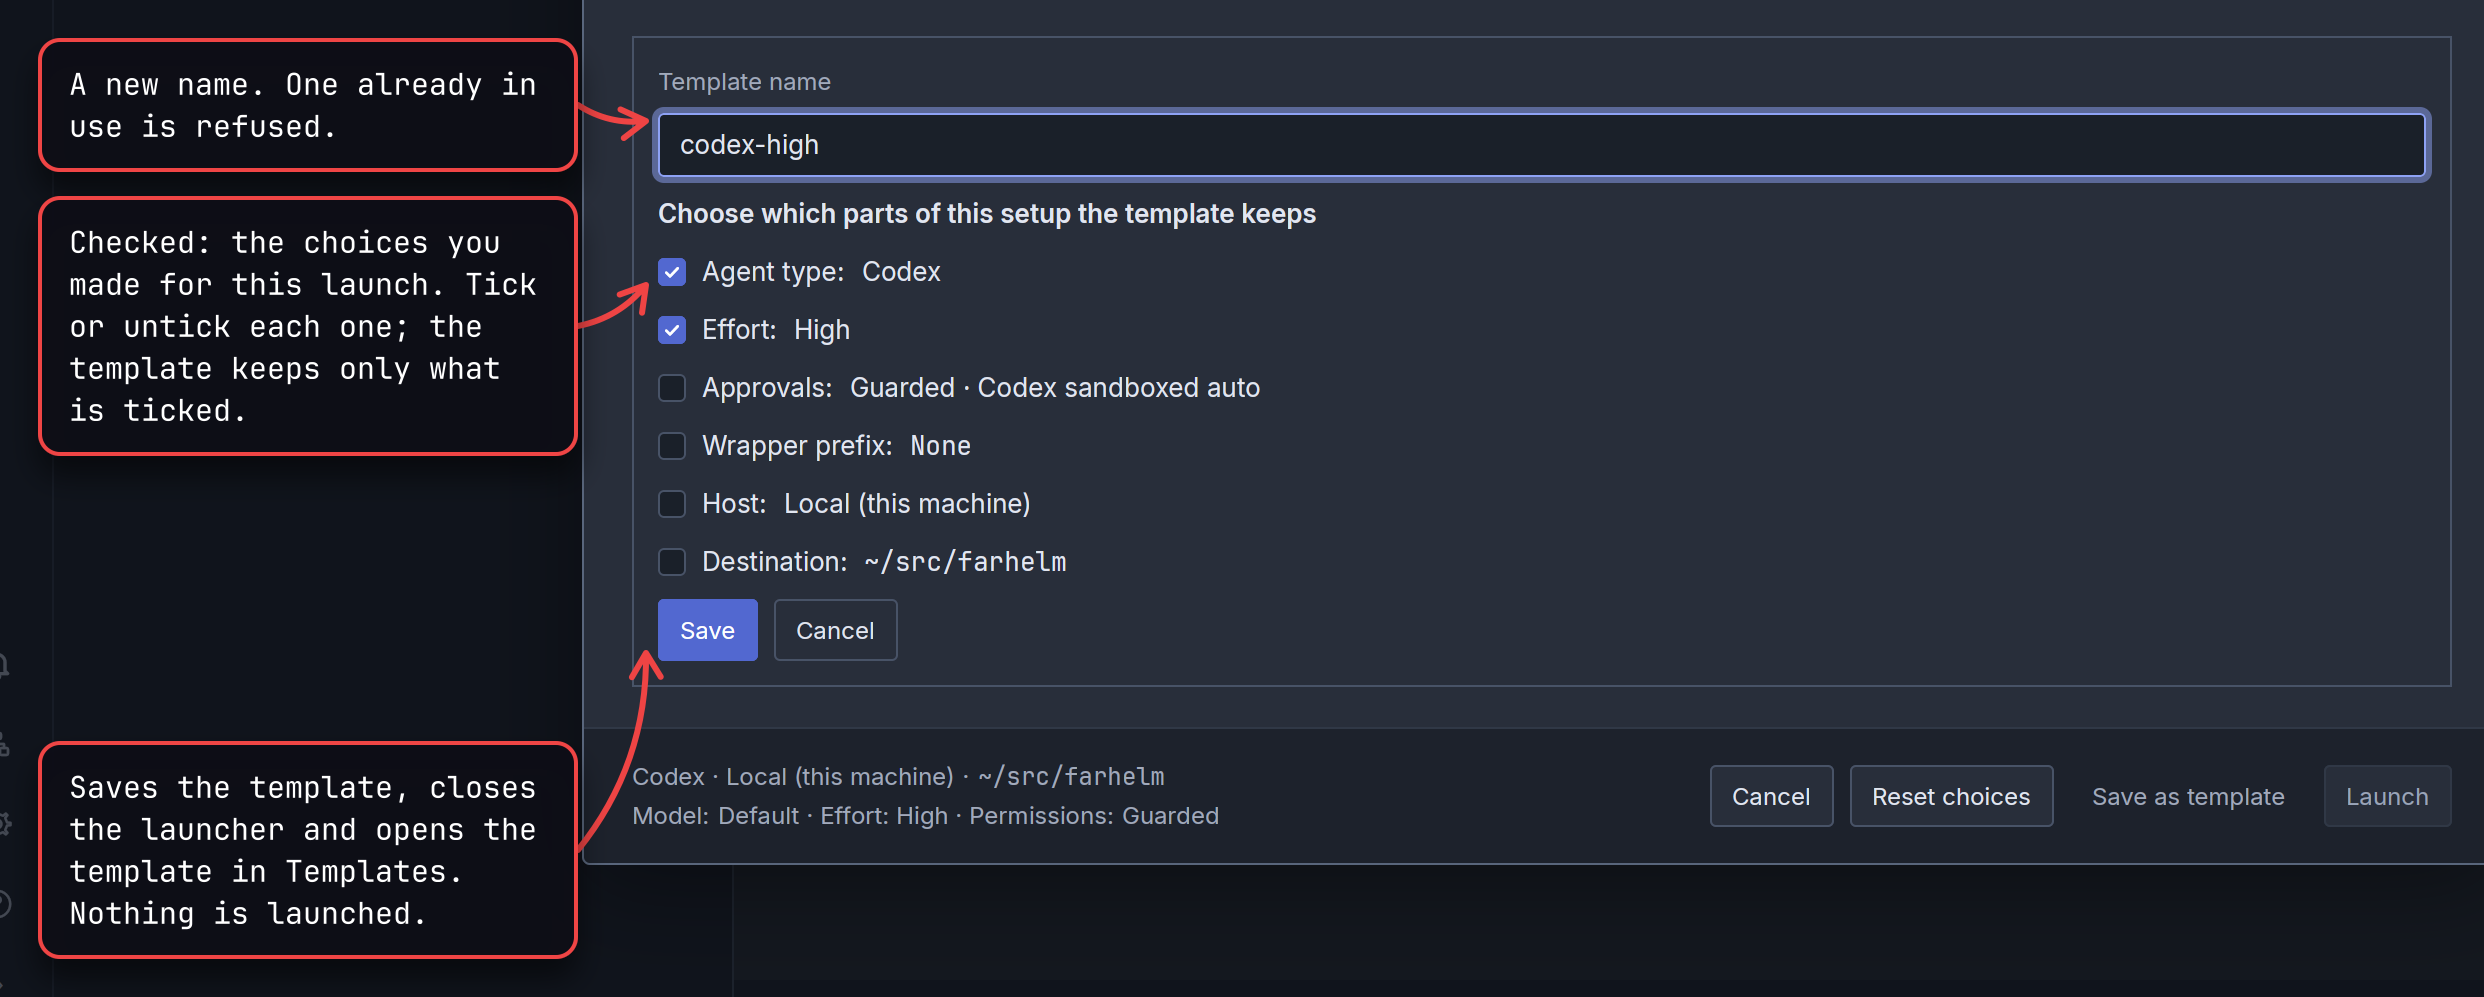 A new name. One already in
use is refused.
Checked: the choices you
made for this launch. Tick
or untick each one; the
template keeps only what
is ticked.
Saves the template, closes
the launcher and opens the
template in Templates.
Nothing is launched.
Template name
codex-high
Choose which parts of this setup the template keeps
Agent type: Codex
Effort: High
Approvals: Guarded · Codex sandboxed auto
Wrapper prefix: None
Host: Local (this machine)
Destination: ~/src/farhelm
Save Cancel
Codex · Local (this machine) · ~/src/farhelm
Model: Default · Effort: High · Permissions: Guarded
Cancel Reset choices Save as template Launch